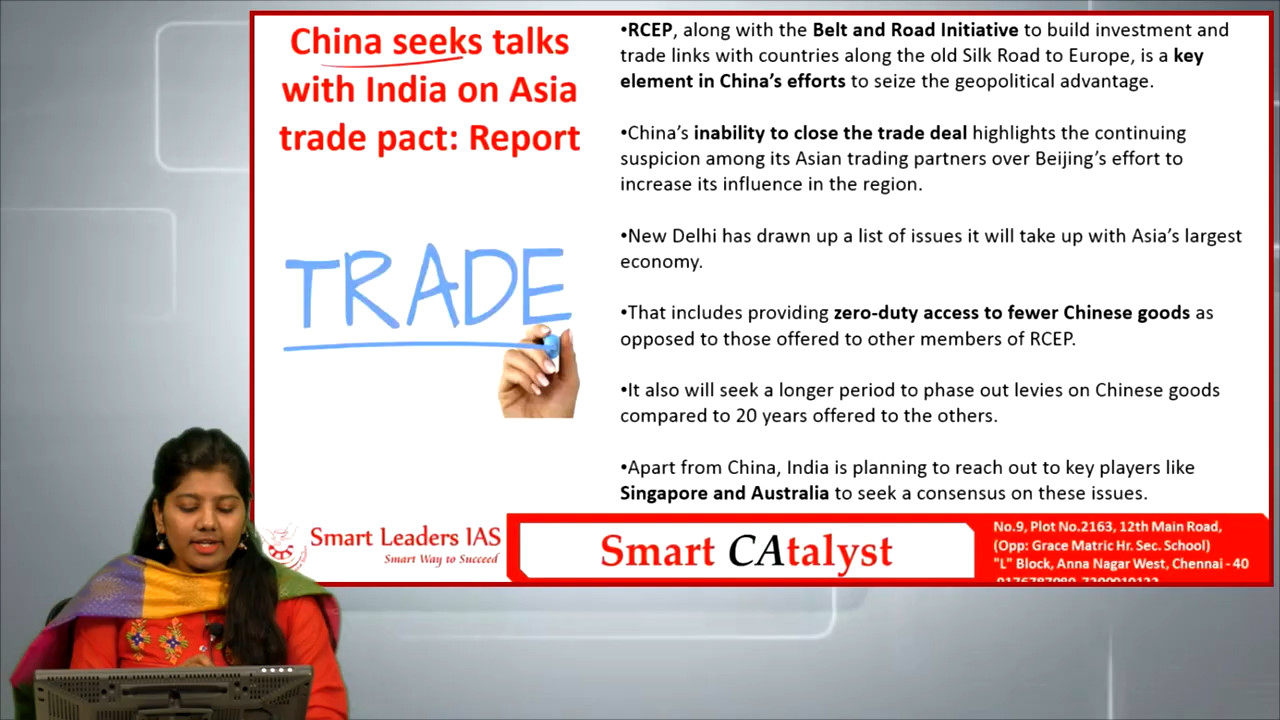 China seeks talks
with India on Asia
trade pact: Report
TRADE
•RCEP, along with the Belt and Road Initiative to build investment and
trade links with countries along the old Silk Road to Europe, is a key
element in China’s efforts to seize the geopolitical advantage.
•China’s inability to close the trade deal highlights the continuing
suspicion among its Asian trading partners over Beijing’s effort to
increase its influence in the region.
•New Delhi has drawn up a list of issues it will take up with Asia’s largest
economy.
•That includes providing zero-duty access to fewer Chinese goods as
opposed to those offered to other members of RCEP.
•It also will seek a longer period to phase out levies on Chinese goods
compared to 20 years offered to the others.
•Apart from China, India is planning to reach out to key players like
Singapore and Australia to seek a consensus on these issues.
Smart Leaders IAS
Smart Way to Succeed
Smart CAtalyst
No.9, Plot No.2163, 12th Main Road,
(Opp: Grace Matric Hr. Sec. School)
"L" Block, Anna Nagar West, Chennai - 40